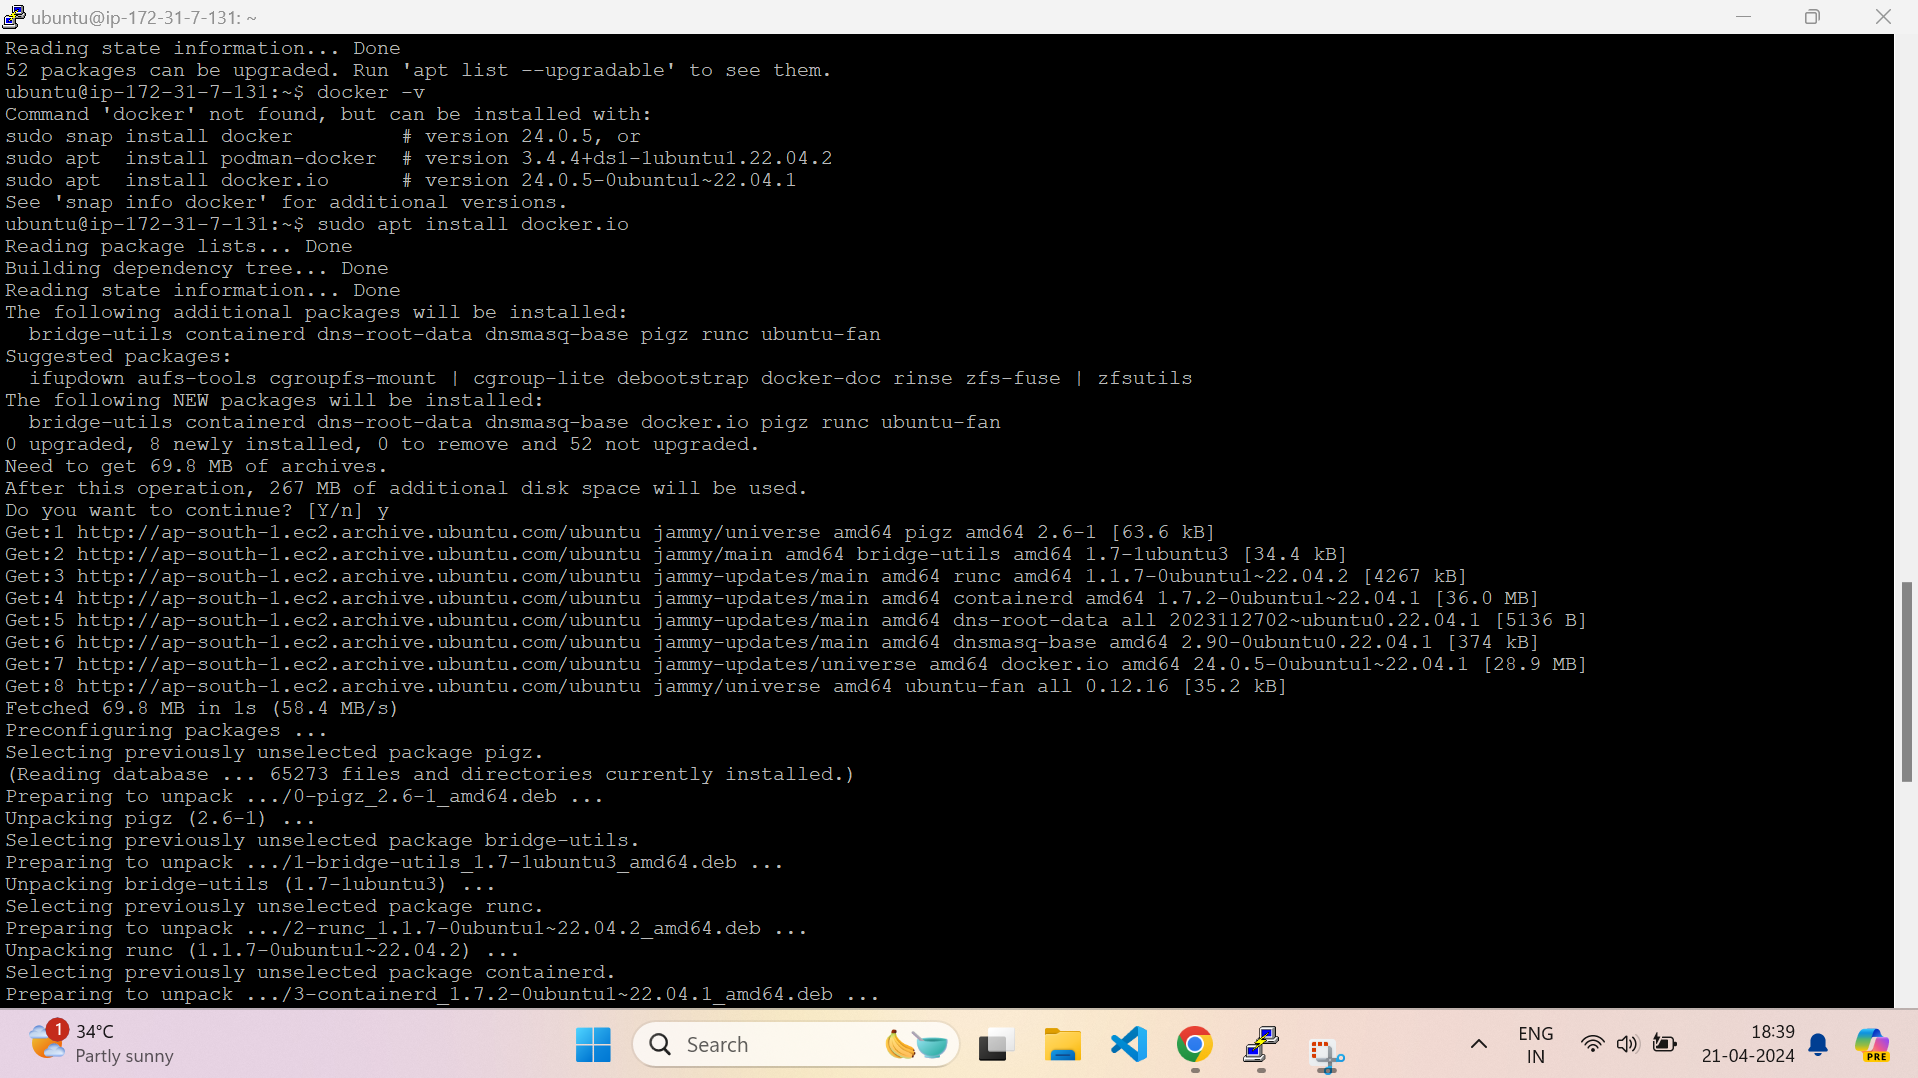 ubuntu@ip-172-31-7-131: ~
Reading state information... Done
52 packages can be upgraded. Run 'apt list --upgradable' to see them.
ubuntu@ip-172-31-7-131:~$ docker -v
Command 'docker' not found, but can be installed with:
sudo snap install docker         # version 24.0.5, or
sudo apt  install podman-docker  # version 3.4.4+ds1-1ubuntu1.22.04.2
sudo apt  install docker.io      # version 24.0.5-0ubuntu1~22.04.1
See 'snap info docker' for additional versions.
ubuntu@ip-172-31-7-131:~$ sudo apt install docker.io
Reading package lists... Done
Building dependency tree... Done
Reading state information... Done
The following additional packages will be installed:
  bridge-utils containerd dns-root-data dnsmasq-base pigz runc ubuntu-fan
Suggested packages:
  ifupdown aufs-tools cgroupfs-mount | cgroup-lite debootstrap docker-doc rinse zfs-fuse | zfsutils
The following NEW packages will be installed:
  bridge-utils containerd dns-root-data dnsmasq-base docker.io pigz runc ubuntu-fan
0 upgraded, 8 newly installed, 0 to remove and 52 not upgraded.
Need to get 69.8 MB of archives.
After this operation, 267 MB of additional disk space will be used.
Do you want to continue? [Y/n] y
Get:1 http://ap-south-1.ec2.archive.ubuntu.com/ubuntu jammy/universe amd64 pigz amd64 2.6-1 [63.6 kB]
Get:2 http://ap-south-1.ec2.archive.ubuntu.com/ubuntu jammy/main amd64 bridge-utils amd64 1.7-1ubuntu3 [34.4 kB]
Get:3 http://ap-south-1.ec2.archive.ubuntu.com/ubuntu jammy-updates/main amd64 runc amd64 1.1.7-0ubuntu1~22.04.2 [4267 kB]
Get:4 http://ap-south-1.ec2.archive.ubuntu.com/ubuntu jammy-updates/main amd64 containerd amd64 1.7.2-0ubuntu1~22.04.1 [36.0 MB]
Get:5 http://ap-south-1.ec2.archive.ubuntu.com/ubuntu jammy-updates/main amd64 dns-root-data all 2023112702~ubuntu0.22.04.1 [5136 B]
Get:6 http://ap-south-1.ec2.archive.ubuntu.com/ubuntu jammy-updates/main amd64 dnsmasq-base amd64 2.90-0ubuntu0.22.04.1 [374 kB]
Get:7 http://ap-south-1.ec2.archive.ubuntu.com/ubuntu jammy-updates/universe amd64 docker.io amd64 24.0.5-0ubuntu1~22.04.1 [28.9 MB]
Get:8 http://ap-south-1.ec2.archive.ubuntu.com/ubuntu jammy/universe amd64 ubuntu-fan all 0.12.16 [35.2 kB]
Fetched 69.8 MB in 1s (58.4 MB/s)
Preconfiguring packages ...
Selecting previously unselected package pigz.
(Reading database ... 65273 files and directories currently installed.)
Preparing to unpack .../0-pigz_2.6-1_amd64.deb ...
Unpacking pigz (2.6-1) ...
Selecting previously unselected package bridge-utils.
Preparing to unpack .../1-bridge-utils_1.7-1ubuntu3_amd64.deb ...
Unpacking bridge-utils (1.7-1ubuntu3) ...
Selecting previously unselected package runc.
Preparing to unpack .../2-runc_1.1.7-0ubuntu1~22.04.2_amd64.deb ...
Unpacking runc (1.1.7-0ubuntu1~22.04.2) ...
Selecting previously unselected package containerd.
Preparing to unpack .../3-containerd_1.7.2-0ubuntu1~22.04.1_amd64.deb ...
1
34°C
Partly sunny
Search
ENG
IN
18:39
21-04-2024
PRE